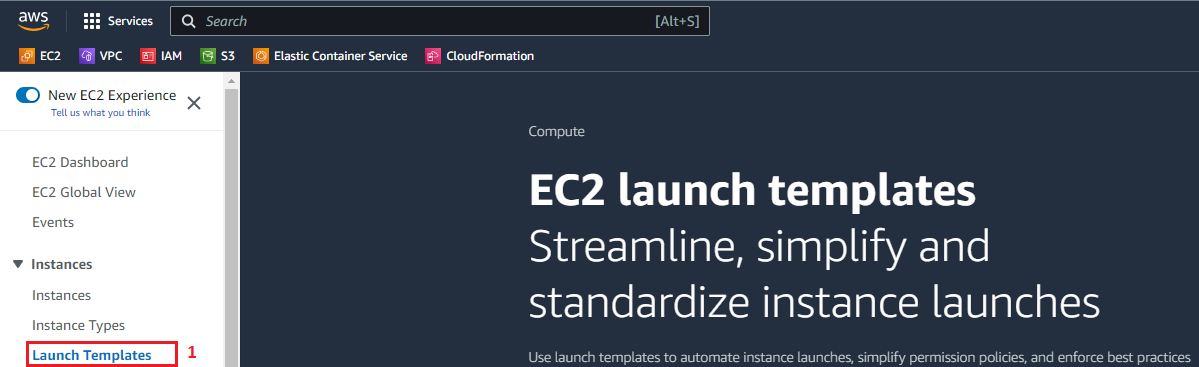 aws Services Search [Alt+S]
EC2 VPC IAM S3 Elastic Container Service CloudFormation
New EC2 Experience
Tell us what you think
EC2 Dashboard
EC2 Global View
Events
Instances
Instances
Instance Types
Launch Templates 1
Compute
EC2 launch templates
Streamline, simplify and
standardize instance launches
Use launch templates to automate instance launches, simplify permission policies, and enforce best practices